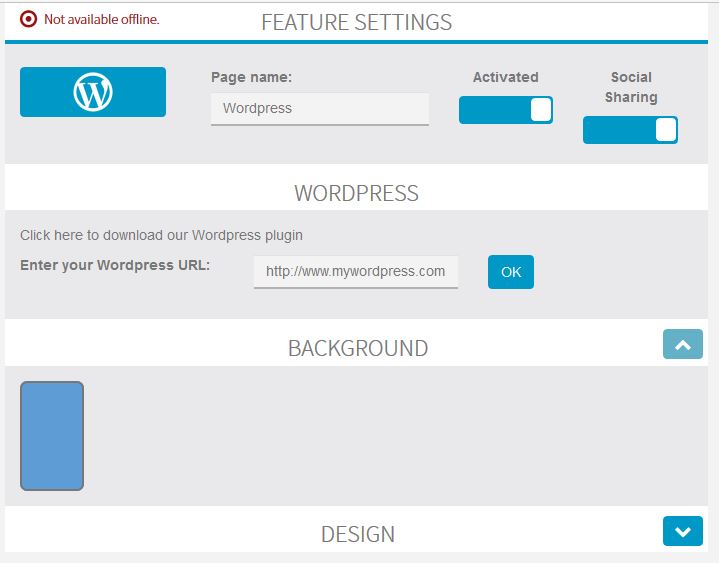 Not available offline.
FEATURE SETTINGS
Page name:
Activated
Social
Sharing
Wordpress
WORDPRESS
Click here to download our Wordpress plugin
Enter your Wordpress URL:
http://www.mywordpress.com
OK
BACKGROUND
DESIGN